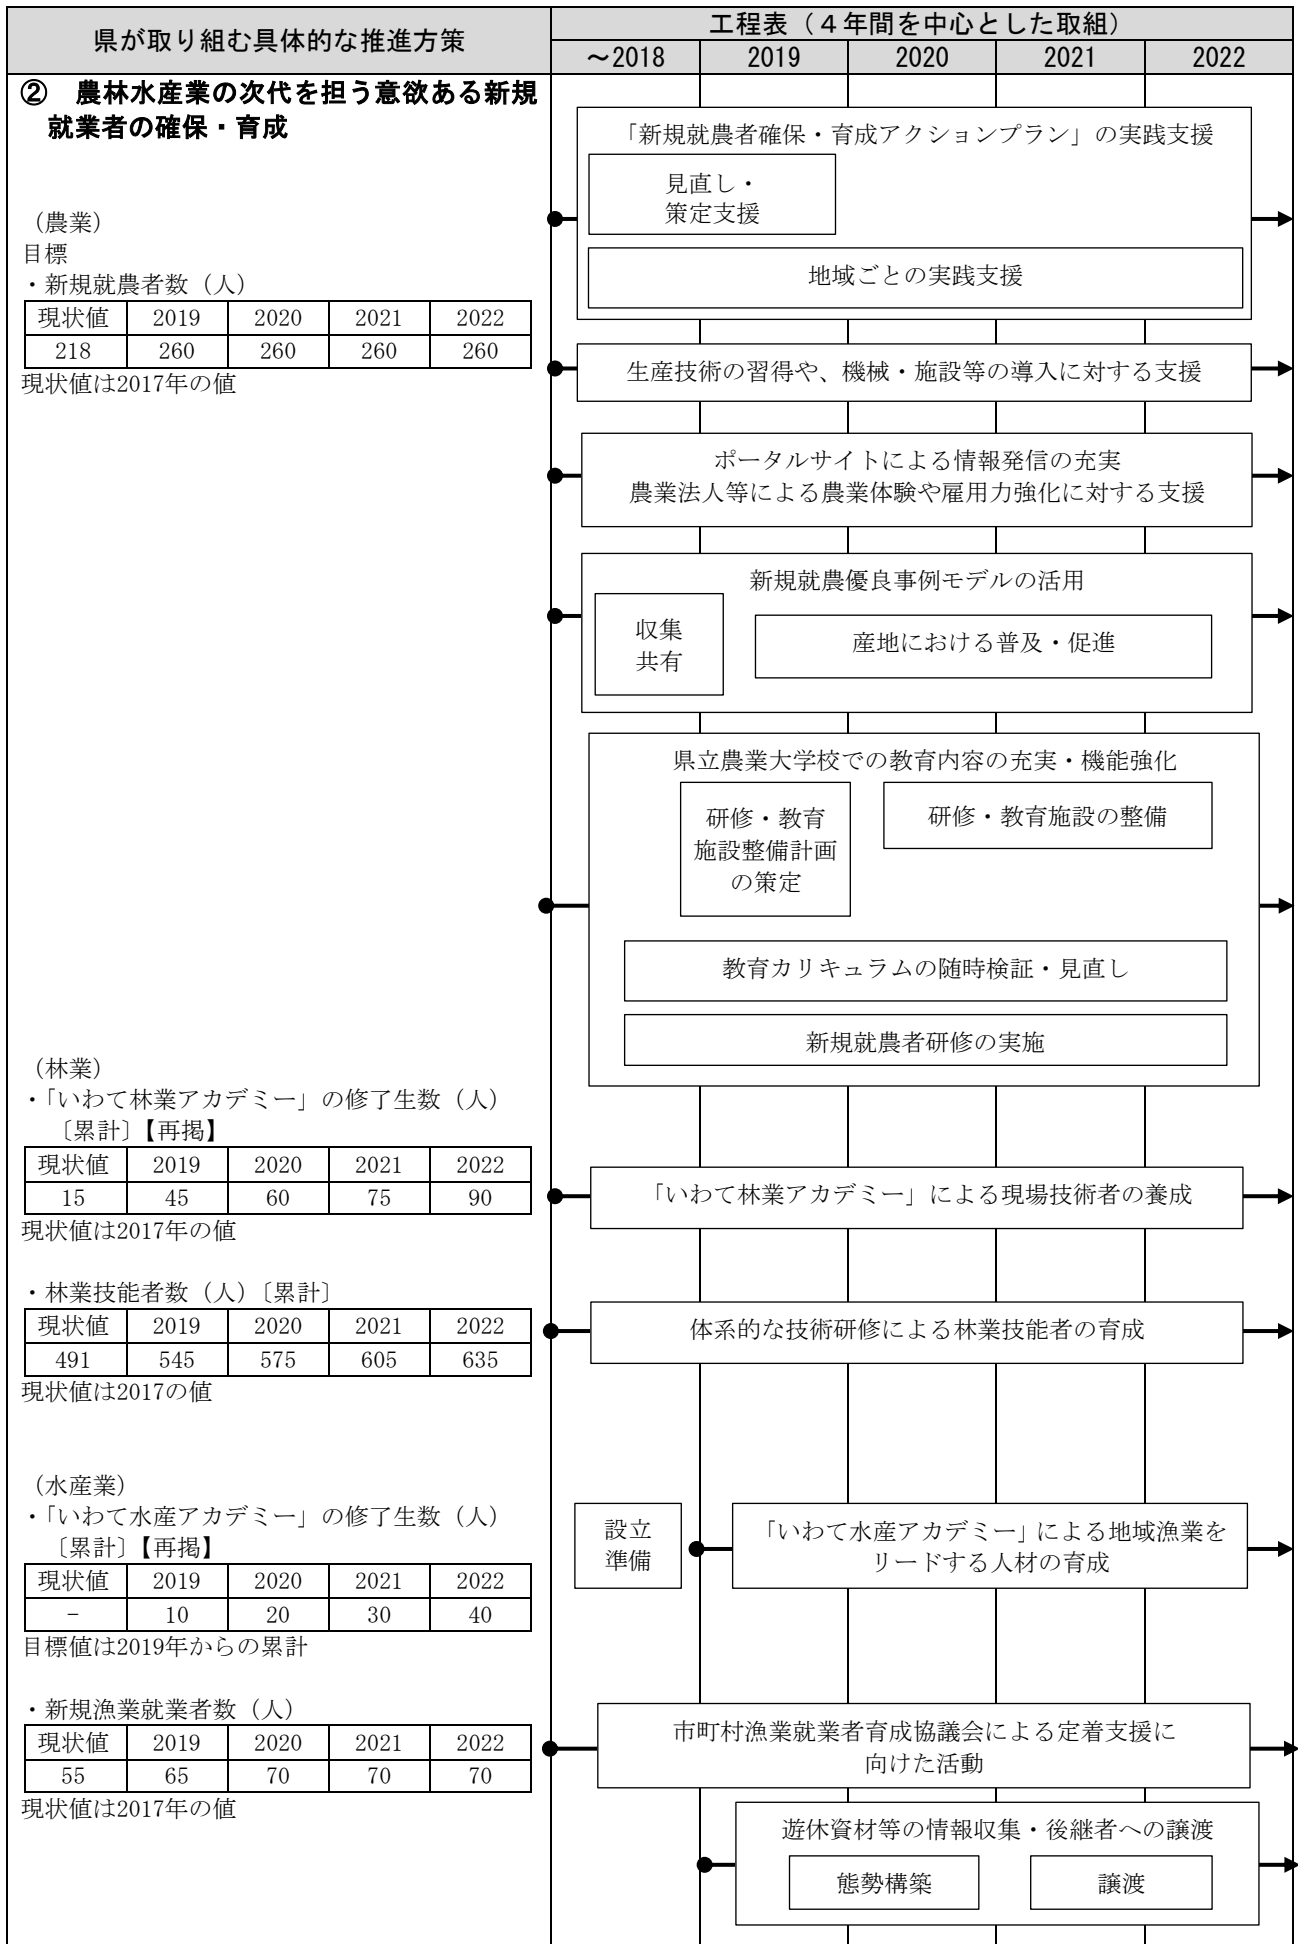 県が取り組む具体的な推進方策
工程表（４年間を中心とした取組）
～2018 2019 2020 2021 2022
② 農林水産業の次代を担う意欲ある新規
就業者の確保・育成
（農業）
目標
・新規就農者数（人）
現状値 2019 2020 2021 2022
218 260 260 260 260
現状値は2017年の値
「新規就農者確保・育成アクションプラン」の実践支援
見直し・
策定支援
地域ごとの実践支援
生産技術の習得や、機械・施設等の導入に対する支援
ポータルサイトによる情報発信の充実
農業法人等による農業体験や雇用力強化に対する支援
新規就農優良事例モデルの活用
収集
共有
産地における普及・促進
県立農業大学校での教育内容の充実・機能強化
研修・教育
施設整備計画
の策定
研修・教育施設の整備
教育カリキュラムの随時検証・見直し
新規就農者研修の実施
（林業）
・「いわて林業アカデミー」の修了生数（人）
〔累計〕【再掲】
現状値 2019 2020 2021 2022
15 45 60 75 90
現状値は2017年の値
「いわて林業アカデミー」による現場技術者の養成
・林業技能者数（人）〔累計〕
現状値 2019 2020 2021 2022
491 545 575 605 635
現状値は2017の値
体系的な技術研修による林業技能者の育成
（水産業）
・「いわて水産アカデミー」の修了生数（人）
〔累計〕【再掲】
現状値 2019 2020 2021 2022
－ 10 20 30 40
目標値は2019年からの累計
設立
準備
「いわて水産アカデミー」による地域漁業を
リードする人材の育成
・新規漁業就業者数（人）
現状値 2019 2020 2021 2022
55 65 70 70 70
現状値は2017年の値
市町村漁業就業者育成協議会による定着支援に
向けた活動
遊休資材等の情報収集・後継者への譲渡
態勢構築
譲渡